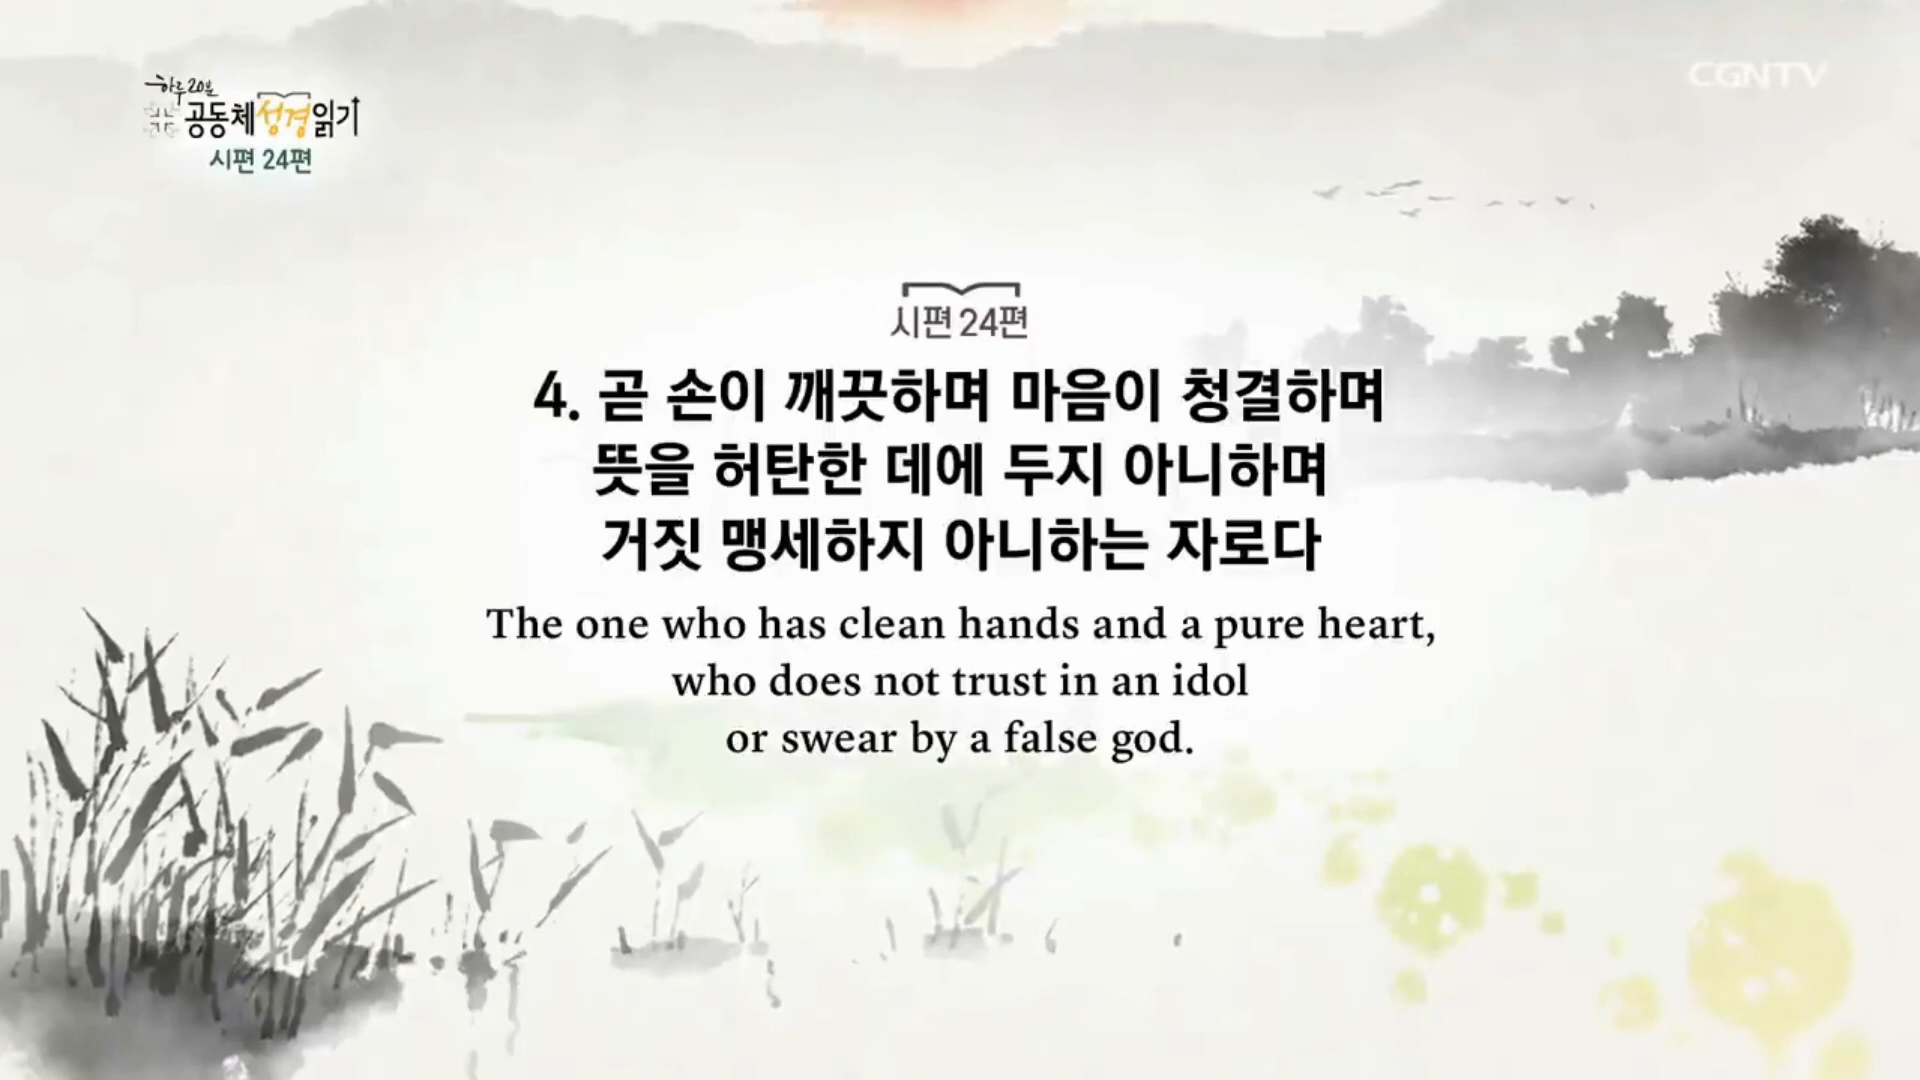 하루 20분
공동체성경읽기
시편 24편
CGNTV
시편 24편
4. 곧 손이 깨끗하며 마음이 청결하며
뜻을 허탄한 데에 두지 아니하며
거짓 맹세하지 아니하는 자로다
The one who has clean hands and a pure heart,
who does not trust in an idol
or swear by a false god.